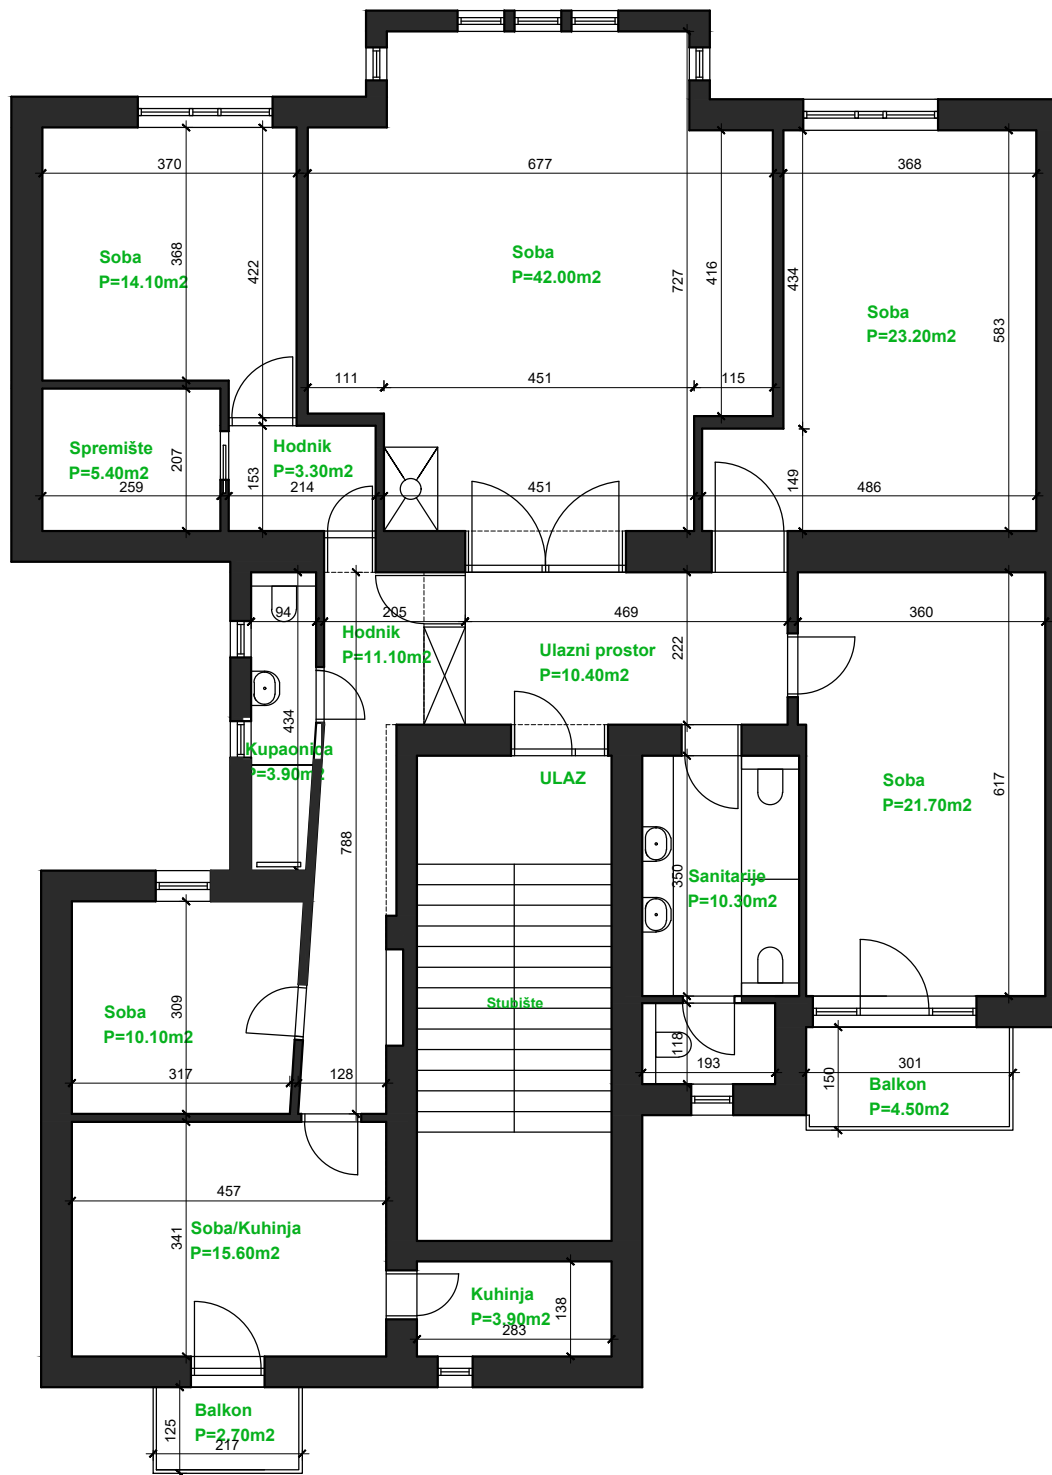 370
677
368
Soba
P=14.10m2
368
422
Soba
P=42.00m2
727
416
434
Soba
P=23.20m2
583
111
451
115
Spremište
P=5.40m2
207
259
Hodnik
P=3.30m2
153
214
451
149
486
94
205
469
360
Hodnik
P=11.10m2
Ulazni prostor
P=10.40m2
222
434
Kupaonica
P=3.90m2
ULAZ
Soba
P=21.70m2
617
788
350
Sanitarije
P=10.30m2
Soba
P=10.10m2
309
Stubište
317
128
118
193
150
301
Balkon
P=4.50m2
457
341
Soba/Kuhinja
P=15.60m2
Kuhinja
P=3.90m2
138
283
Balkon
P=2.70m2
125
217